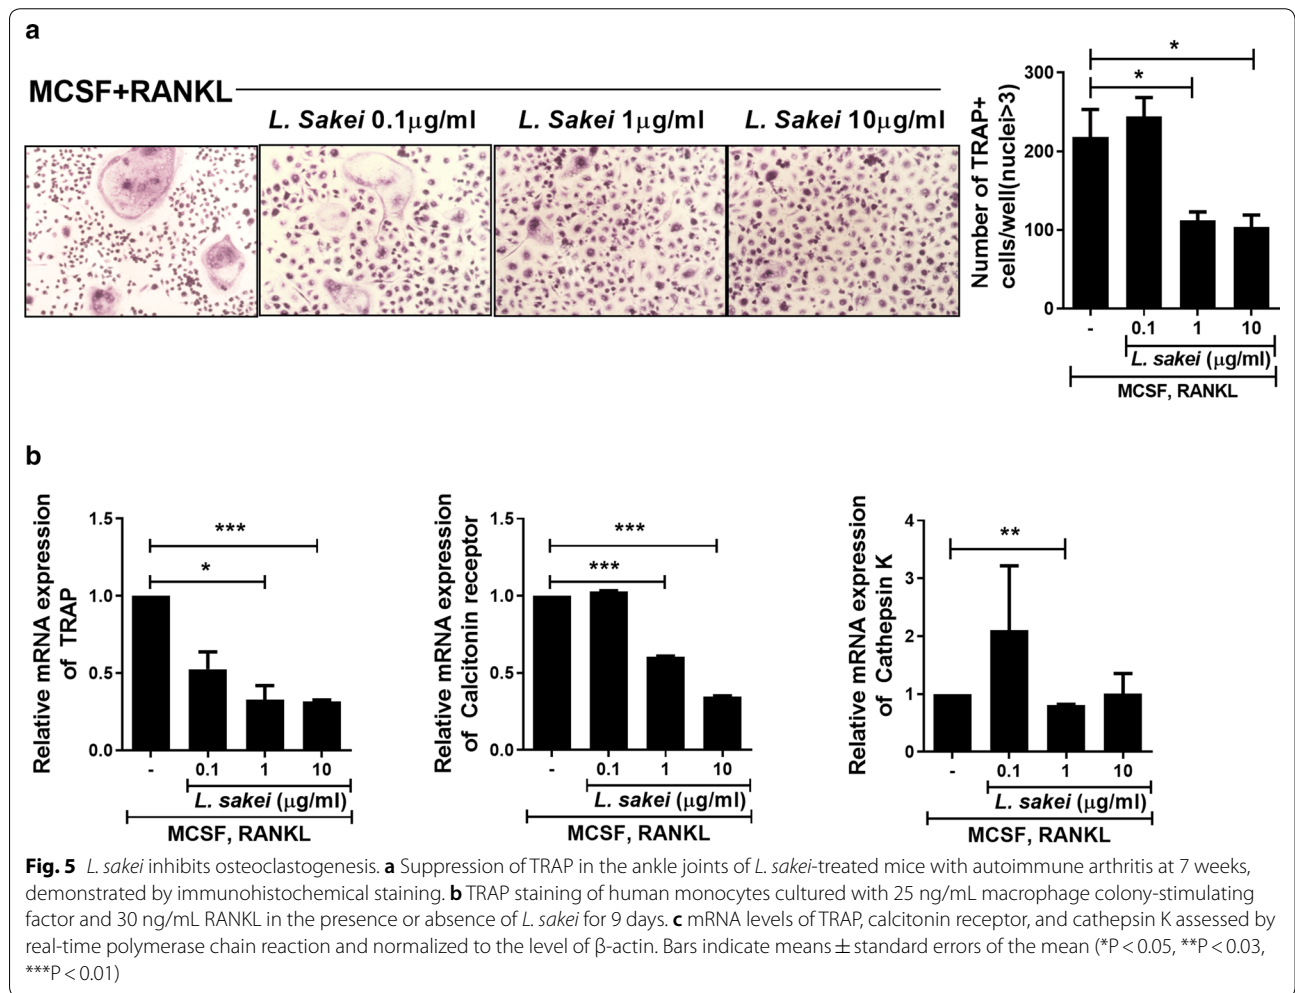 a
MCSF+RANKL
L. Sakei 0.1μg/ml
L. Sakei 1μg/ml
L. Sakei 10μg/ml
Number of TRAP+
cells/well(nuclei>3)
300
200
100
0
*
*
-
0.1
1
10
L. sakei (μg/ml)
MCSF, RANKL
b
Relative mRNA expression
of TRAP
1.5
1.0
0.5
0.0
***
*
-
0.1
1
10
L. sakei (μg/ml)
MCSF, RANKL
Relative mRNA expression
of Calcitonin receptor
1.5
1.0
0.5
0.0
***
***
-
0.1
1
10
L. sakei (μg/ml)
MCSF, RANKL
Relative mRNA expression
of Cathepsin K
4
3
2
1
0
**
-
0.1
1
10
L. sakei (μg/ml)
MCSF, RANKL
Fig. 5 L. sakei inhibits osteoclastogenesis. a Suppression of TRAP in the ankle joints of L. sakei-treated mice with autoimmune arthritis at 7 weeks,
demonstrated by immunohistochemical staining. b TRAP staining of human monocytes cultured with 25 ng/mL macrophage colony-stimulating
factor and 30 ng/mL RANKL in the presence or absence of L. sakei for 9 days. c mRNA levels of TRAP, calcitonin receptor, and cathepsin K assessed by
real-time polymerase chain reaction and normalized to the level of β-actin. Bars indicate means ± standard errors of the mean (*P < 0.05, **P < 0.03,
***P < 0.01)